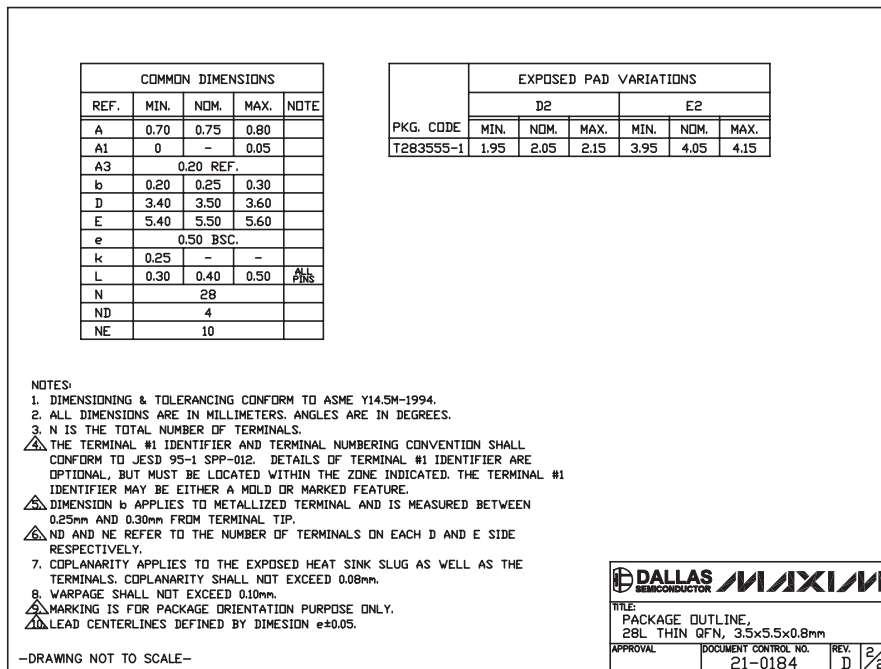 COMMON DIMENSIONS
REF. MIN. NOM. MAX. NOTE
A 0.70 0.75 0.80
A1 0 - 0.05
A3 0.20 REF.
b 0.20 0.25 0.30
D 3.40 3.50 3.60
E 5.40 5.50 5.60
e 0.50 BSC.
k 0.25 - -
L 0.30 0.40 0.50 ALL PINS
N 28
ND 4
NE 10
EXPOSED PAD VARIATIONS
D2 E2
PKG. CODE MIN. NOM. MAX. MIN. NOM. MAX.
T283555-1 1.95 2.05 2.15 3.95 4.05 4.15
NOTES:
1. DIMENSIONING & TOLERANCING CONFORM TO ASME Y14.5M-1994.
2. ALL DIMENSIONS ARE IN MILLIMETERS. ANGLES ARE IN DEGREES.
3. N IS THE TOTAL NUMBER OF TERMINALS.
4. THE TERMINAL #1 IDENTIFIER AND TERMINAL NUMBERING CONVENTION SHALL
CONFORM TO JESD 95-1 SPP-012. DETAILS OF TERMINAL #1 IDENTIFIER ARE
OPTIONAL, BUT MUST BE LOCATED WITHIN THE ZONE INDICATED. THE TERMINAL #1
IDENTIFIER MAY BE EITHER A MOLD OR MARKED FEATURE.
5. DIMENSION b APPLIES TO METALLIZED TERMINAL AND IS MEASURED BETWEEN
0.25mm AND 0.30mm FROM TERMINAL TIP.
6. ND AND NE REFER TO THE NUMBER OF TERMINALS ON EACH D AND E SIDE
RESPECTIVELY.
7. COPLANARITY APPLIES TO THE EXPOSED HEAT SINK SLUG AS WELL AS THE
TERMINALS. COPLANARITY SHALL NOT EXCEED 0.08mm.
8. WARPAGE SHALL NOT EXCEED 0.10mm.
9. MARKING IS FOR PACKAGE ORIENTATION PURPOSE ONLY.
10. LEAD CENTERLINES DEFINED BY DIMESION e±0.05.
-DRAWING NOT TO SCALE-
DALLAS SEMICONDUCTOR MAXIM
TITLE:
PACKAGE OUTLINE,
28L THIN QFN, 3.5x5.5x0.8mm
APPROVAL DOCUMENT CONTROL NO. REV.
21-0184 D 2/